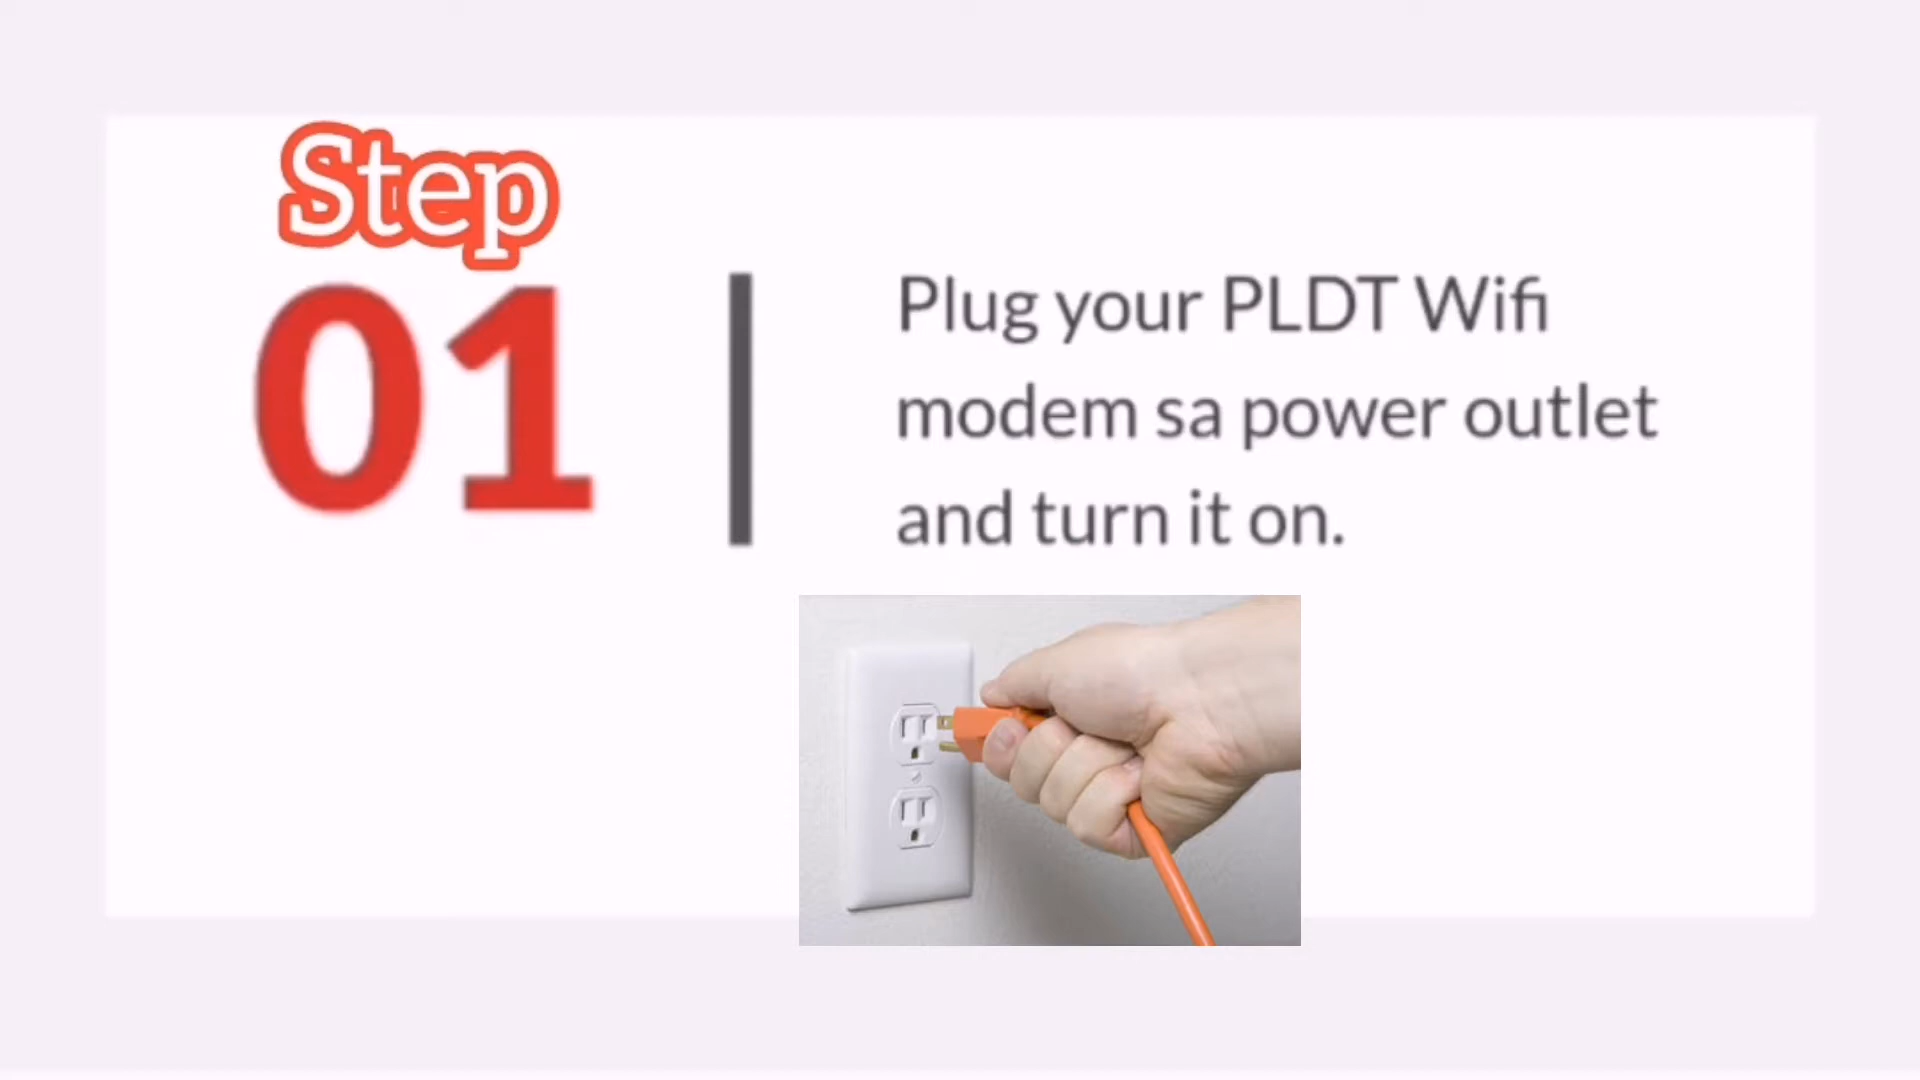 Step
01
Plug your PLDT Wifi
modem sa power outlet
and turn it on.